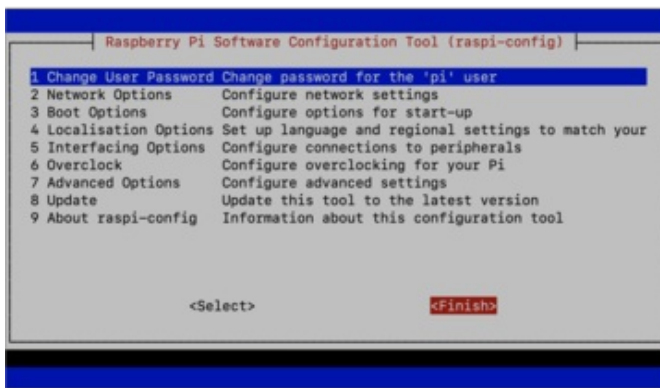 Raspberry Pi Software Configuration Tool (raspi-config)
1 Change User Password Change password for the 'pi' user
2 Network Options Configure network settings
3 Boot Options Configure options for start-up
4 Localisation Options Set up language and regional settings to match your
5 Interfacing Options Configure connections to peripherals
6 Overclock Configure overclocking for your Pi
7 Advanced Options Configure advanced settings
8 Update Update this tool to the latest version
9 About raspi-config Information about this configuration tool
<Select> <Finish>